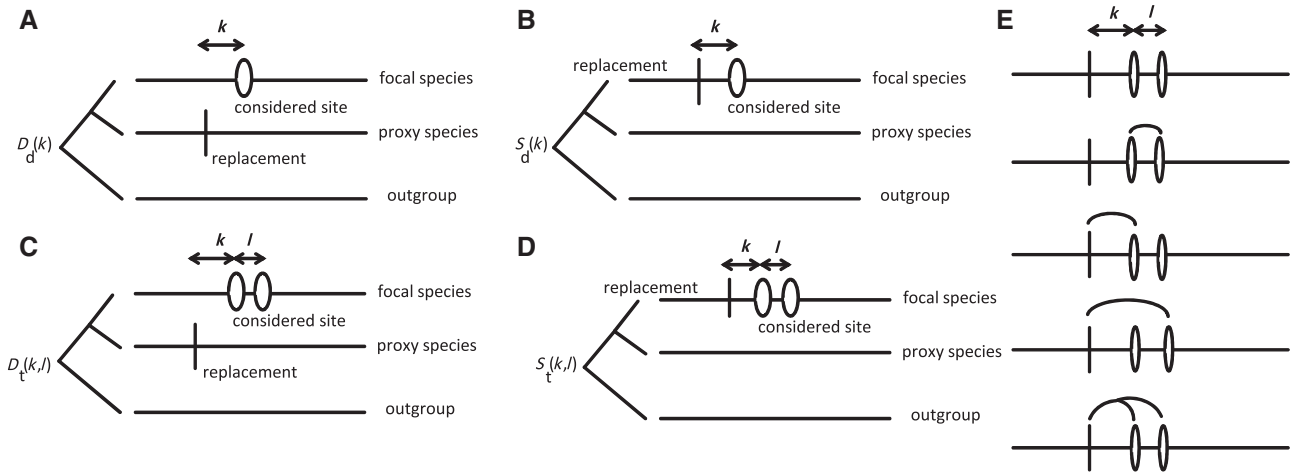 A
k
focal species
considered site
D_d(k)
proxy species
replacement
outgroup
B
k
replacement
focal species
considered site
S_d(k)
proxy species
outgroup
C
k l
focal species
considered site
proxy species
D_t(k,l)
replacement
outgroup
D
k l
replacement
focal species
considered site
S_t(k,l)
proxy species
outgroup
E
k l